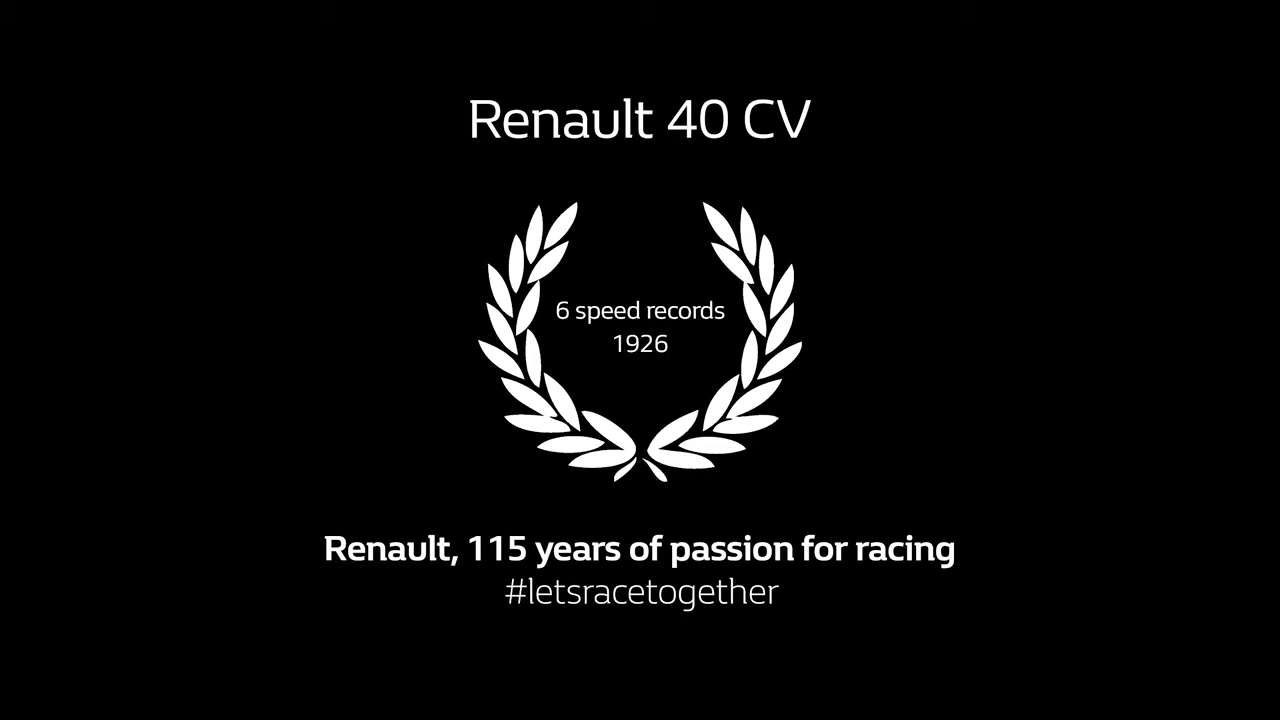 Renault 40 CV
6 speed records
1926
Renault, 115 years of passion for racing
#letsracetogether